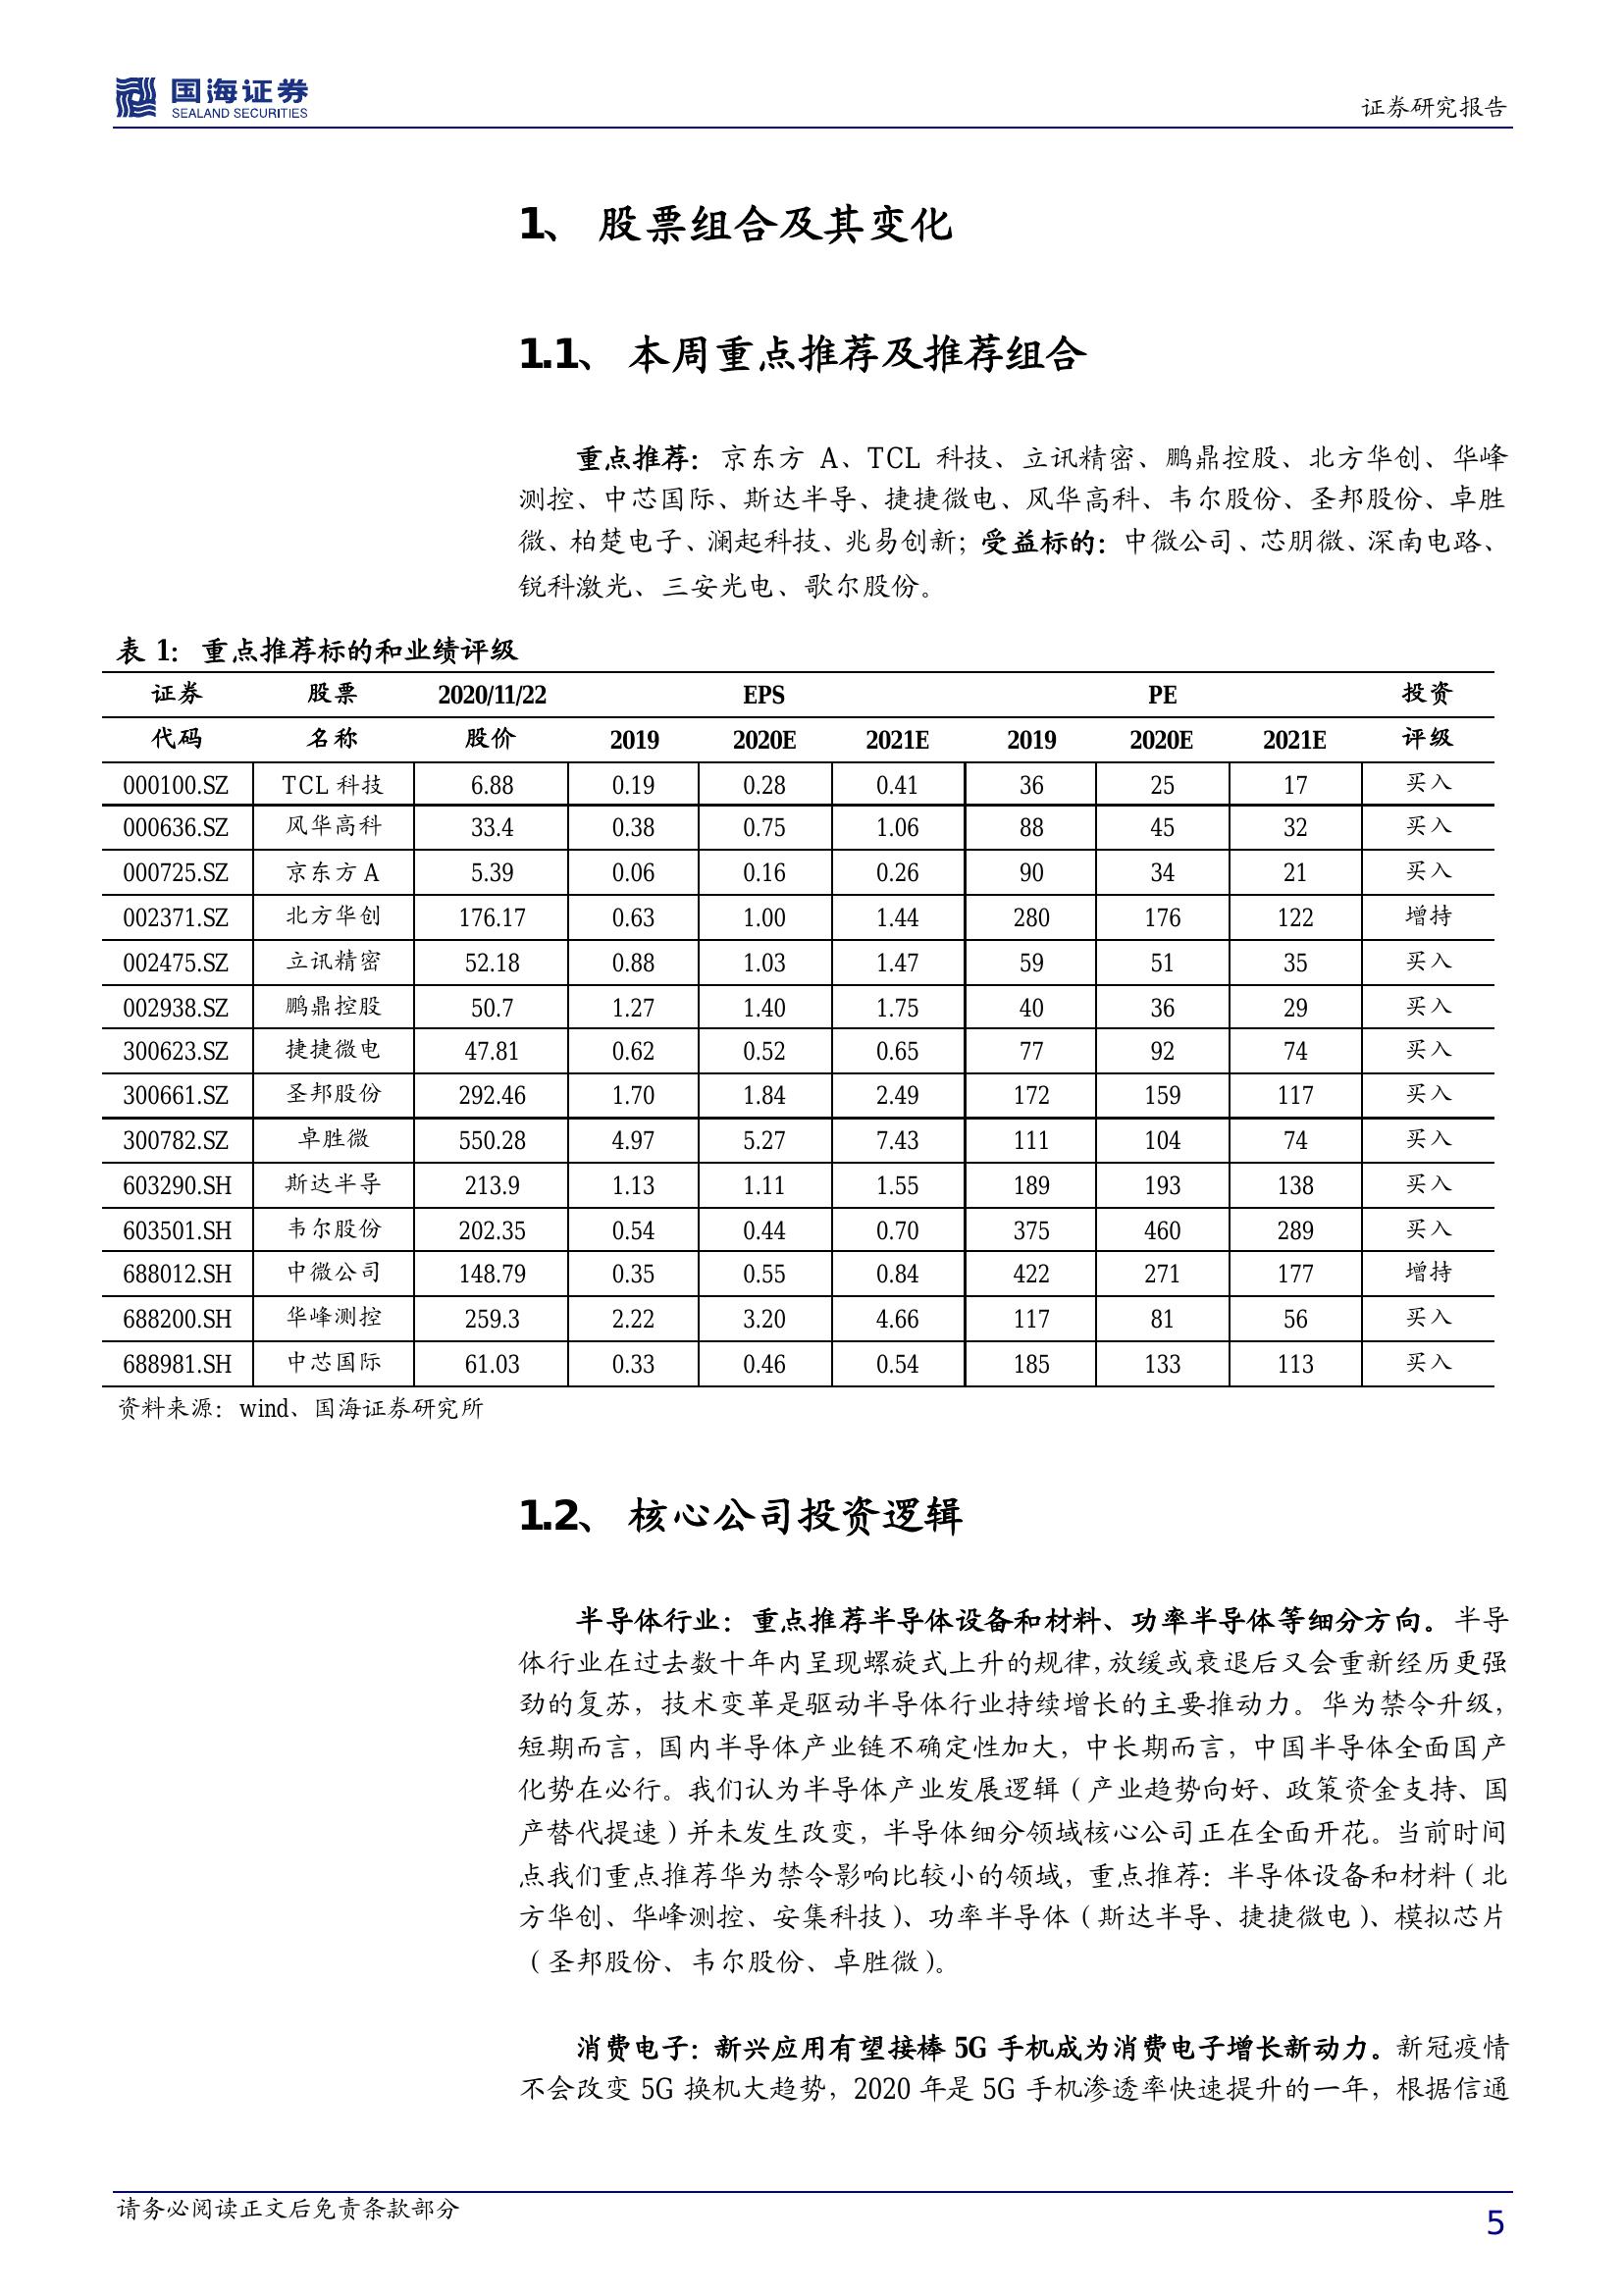 国海证券
SEALAND SECURITIES
证券研究报告
1、 股票组合及其变化
1.1、 本周重点推荐及推荐组合
重点推荐：京东方 A、TCL 科技、立讯精密、鹏鼎控股、北方华创、华峰
测控、中芯国际、斯达半导、捷捷微电、风华高科、韦尔股份、圣邦股份、卓胜
微、柏楚电子、澜起科技、兆易创新；受益标的：中微公司、芯朋微、深南电路、
锐科激光、三安光电、歌尔股份。
表 1：重点推荐标的和业绩评级
证券 股票 2020/11/22 EPS PE 投资
代码 名称 股价 2019 2020E 2021E 2019 2020E 2021E 评级
000100.SZ TCL 科技 6.88 0.19 0.28 0.41 36 25 17 买入
000636.SZ 风华高科 33.4 0.38 0.75 1.06 88 45 32 买入
000725.SZ 京东方 A 5.39 0.06 0.16 0.26 90 34 21 买入
002371.SZ 北方华创 176.17 0.63 1.00 1.44 280 176 122 增持
002475.SZ 立讯精密 52.18 0.88 1.03 1.47 59 51 35 买入
002938.SZ 鹏鼎控股 50.7 1.27 1.40 1.75 40 36 29 买入
300623.SZ 捷捷微电 47.81 0.62 0.52 0.65 77 92 74 买入
300661.SZ 圣邦股份 292.46 1.70 1.84 2.49 172 159 117 买入
300782.SZ 卓胜微 550.28 4.97 5.27 7.43 111 104 74 买入
603290.SH 斯达半导 213.9 1.13 1.11 1.55 189 193 138 买入
603501.SH 韦尔股份 202.35 0.54 0.44 0.70 375 460 289 买入
688012.SH 中微公司 148.79 0.35 0.55 0.84 422 271 177 增持
688200.SH 华峰测控 259.3 2.22 3.20 4.66 117 81 56 买入
688981.SH 中芯国际 61.03 0.33 0.46 0.54 185 133 113 买入
资料来源：wind、国海证券研究所
1.2、 核心公司投资逻辑
半导体行业：重点推荐半导体设备和材料、功率半导体等细分方向。半导
体行业在过去数十年内呈现螺旋式上升的规律，放缓或衰退后又会重新经历更强
劲的复苏，技术变革是驱动半导体行业持续增长的主要推动力。华为禁令升级，
短期而言，国内半导体产业链不确定性加大，中长期而言，中国半导体全面国产
化势在必行。我们认为半导体产业发展逻辑（产业趋势向好、政策资金支持、国
产替代提速）并未发生改变，半导体细分领域核心公司正在全面开花。当前时间
点我们重点推荐华为禁令影响比较小的领域，重点推荐：半导体设备和材料（北
方华创、华峰测控、安集科技）、功率半导体（斯达半导、捷捷微电）、模拟芯片
（圣邦股份、韦尔股份、卓胜微）。
消费电子：新兴应用有望接棒 5G 手机成为消费电子增长新动力。新冠疫情
不会改变 5G 换机大趋势，2020 年是 5G 手机渗透率快速提升的一年，根据信通
请务必阅读正文后免责条款部分
5